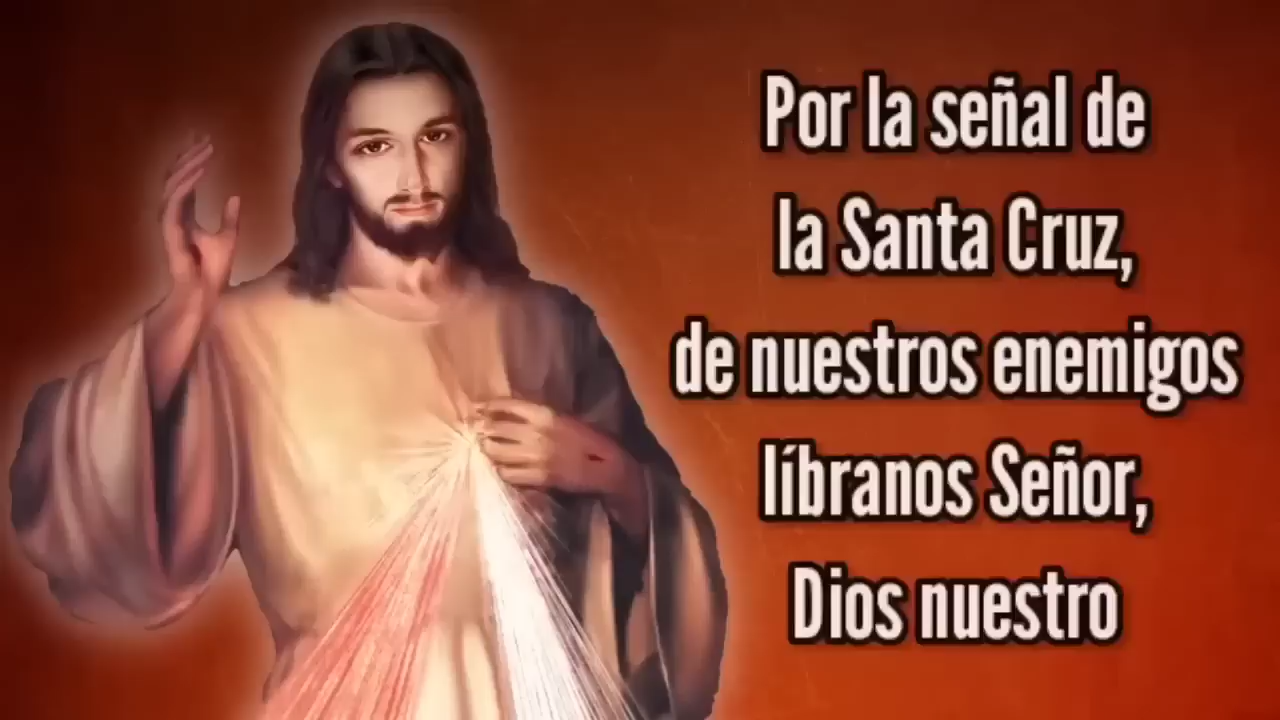 Por la señal de
la Santa Cruz,
de nuestros enemigos
líbranos Señor,
Dios nuestro